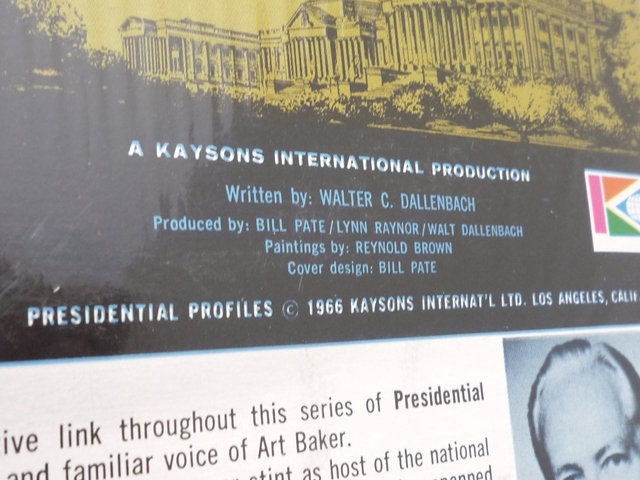 A KAYSONS INTERNATIONAL PRODUCTION
Written by: WALTER C. DALLENBACH
Produced by: BILL PATE/LYNN RAYNOR/WALT DALLENBACH
Paintings by: REYNOLD BROWN
Cover design: BILL PATE
K
PRESIDENTIAL PROFILES © 1966 KAYSONS INTERNAT'L LTD. LOS ANGELES, CALIF
ive link throughout this series of Presidential
and familiar voice of Art Baker.
stint as host of the national